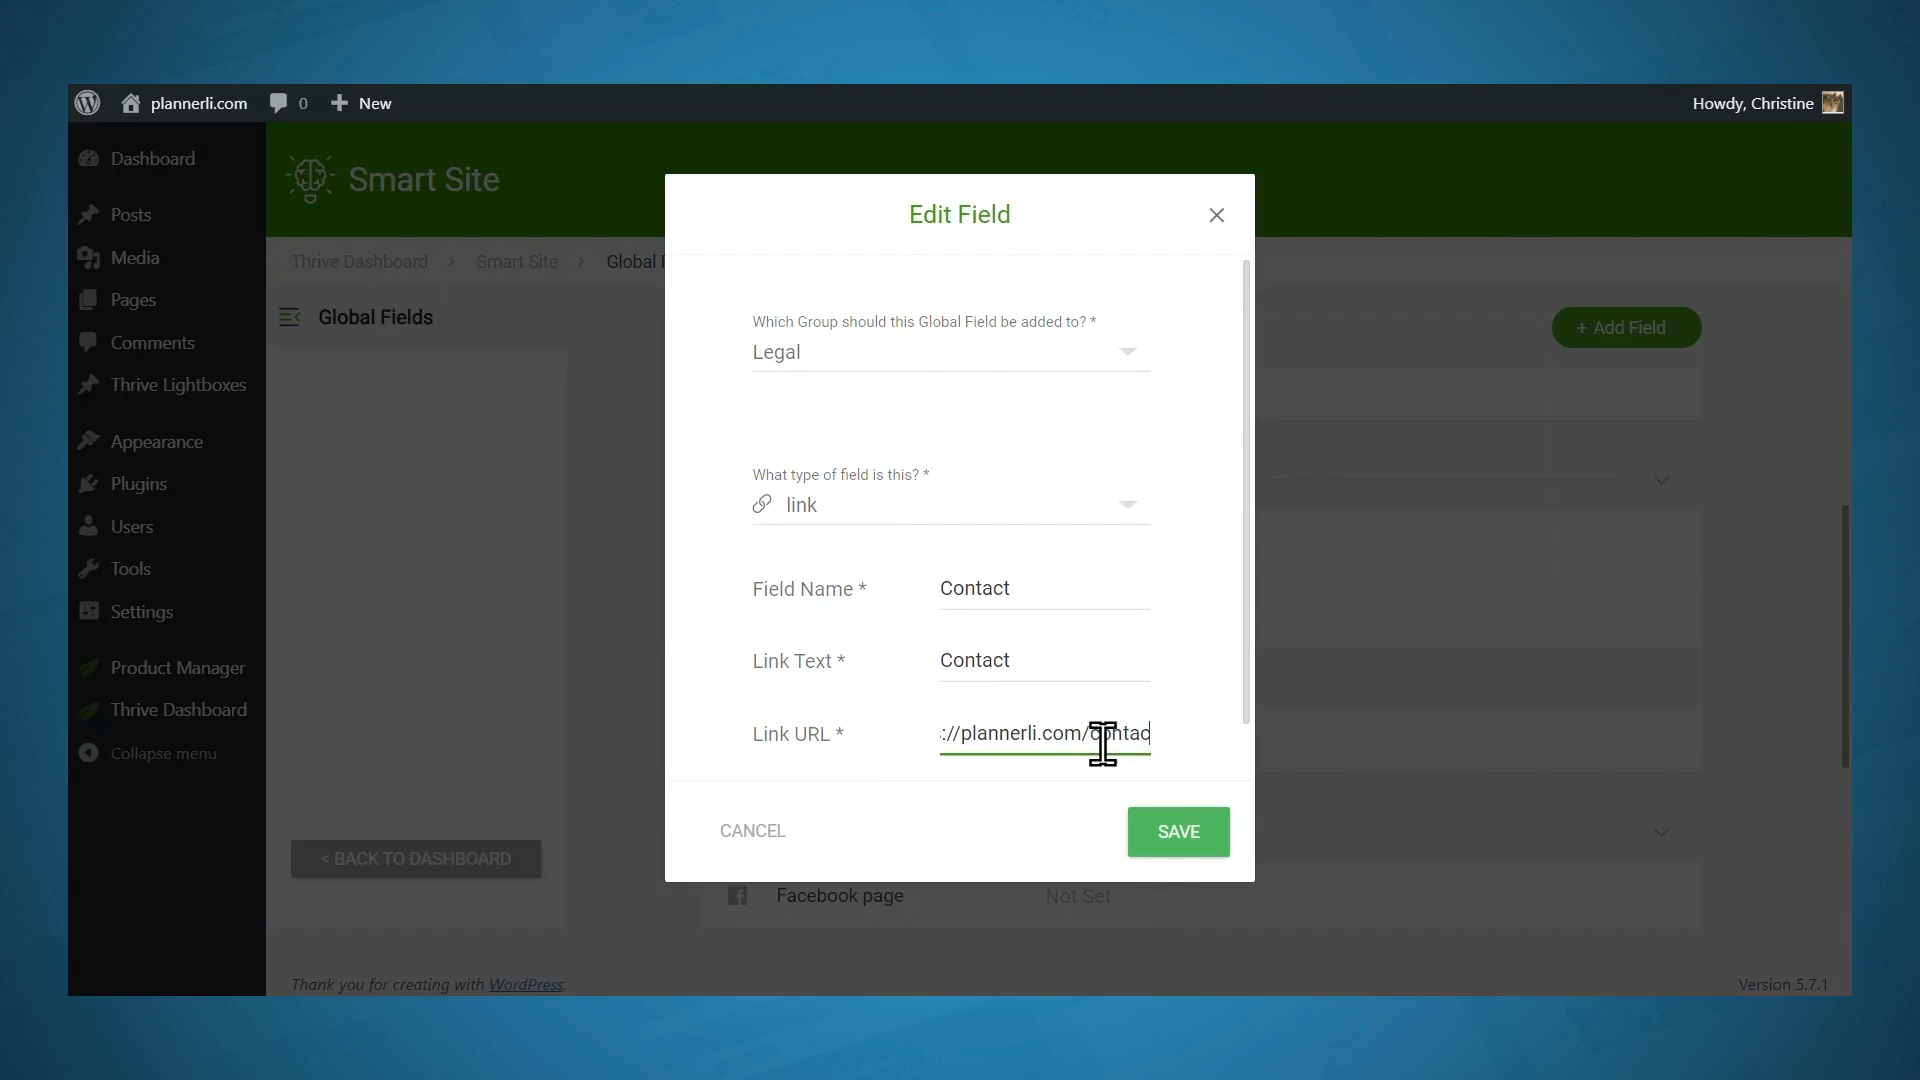 plannerli.com 0 New
Howdy, Christine
Dashboard
Posts
Media
Pages
Comments
Thrive Lightboxes
Appearance
Plugins
Users
Tools
Settings
Product Manager
Thrive Dashboard
Collapse menu
Smart Site
Thrive Dashboard > Smart Site > Global
Global Fields
+ Add Field
< BACK TO DASHBOARD
Edit Field
Which Group should this Global Field be added to? *
Legal
What type of field is this? *
link
Field Name * Contact
Link Text * Contact
Link URL * ://plannerli.com/contac
CANCEL
SAVE
Facebook page Not Set
Thank you for creating with WordPress.
Version 5.7.1